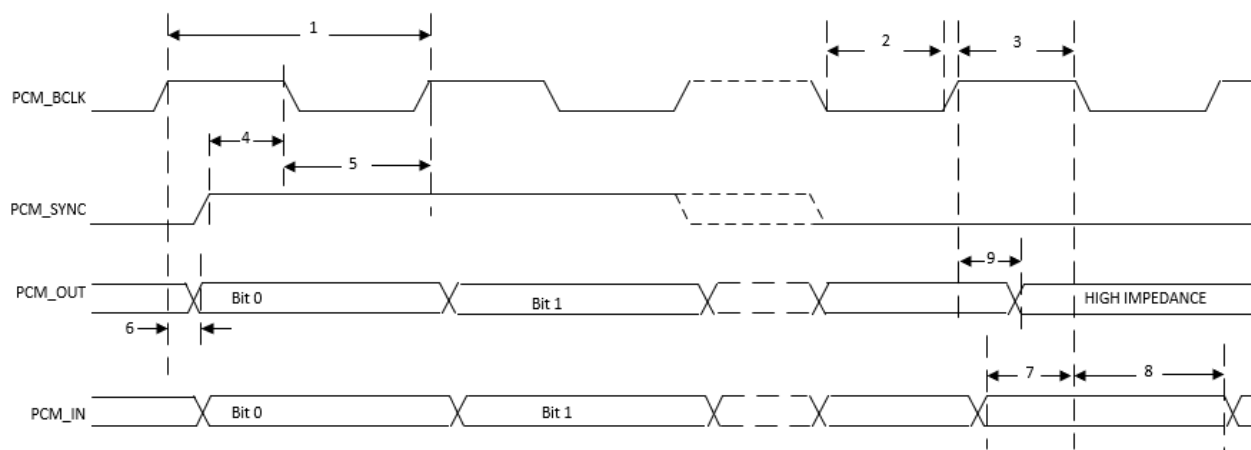 1
2
3
PCM_BCLK
4
5
PCM_SYNC
9
PCM_OUT
Bit 0
Bit 1
HIGH IMPEDANCE
6
7
8
PCM_IN
Bit 0
Bit 1